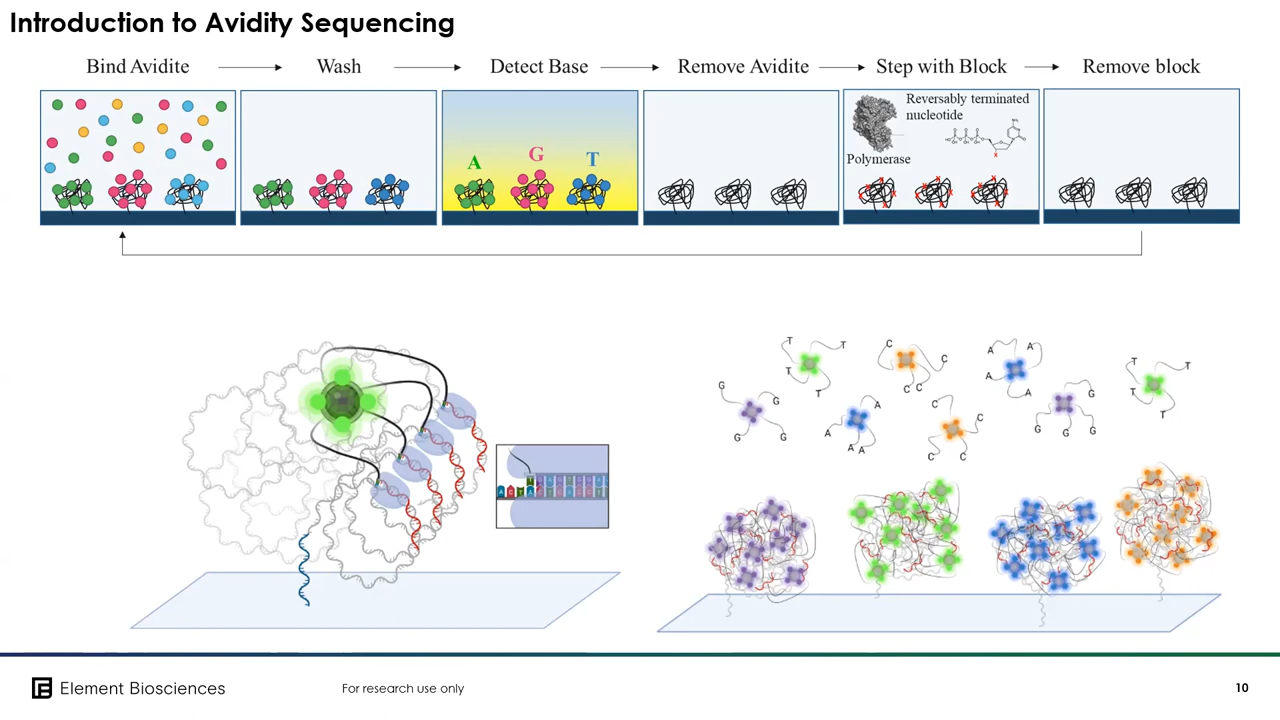 Introduction to Avidity Sequencing
Bind Avidite
Wash
Detect Base
Remove Avidite
Step with Block
Remove block
A
G
T
Reversably terminated
nucleotide
Polymerase
T T
T T
C C
C C
A A
A A
T T
T T
G G
G G
A
A
A A
C C
C C
G
G G G
Element Biosciences
For research use only
10